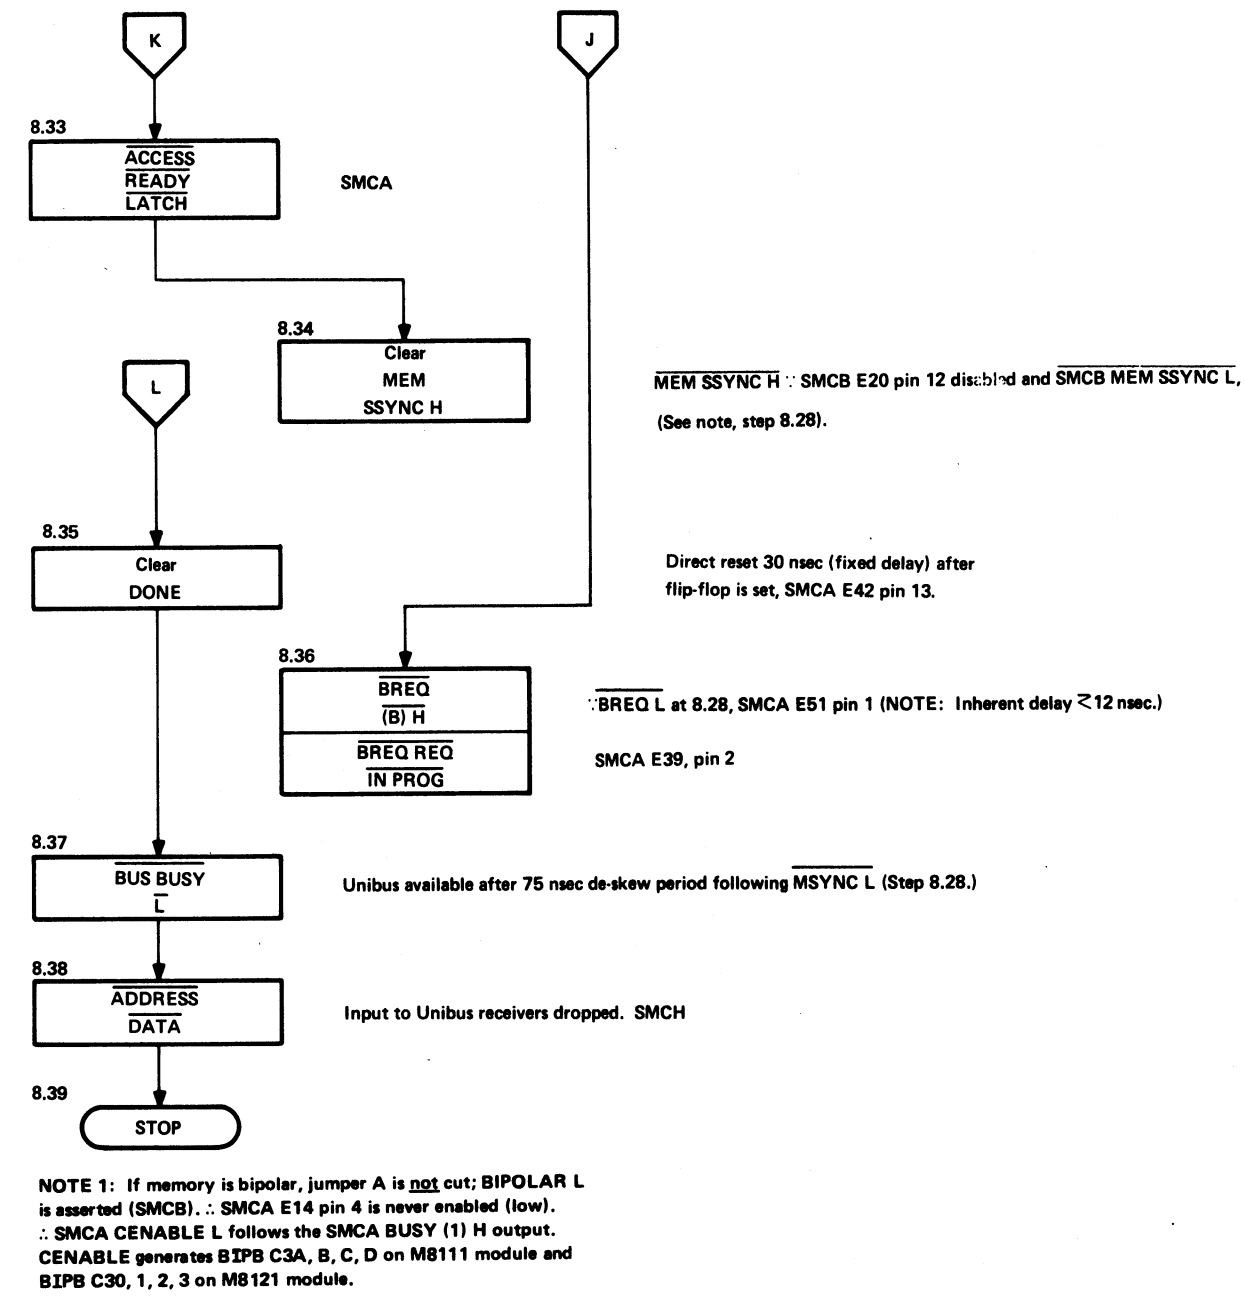 K
J
8.33
ACCESS
READY
LATCH
SMCA
8.34
Clear
MEM
SSYNC H
MEM SSYNC H ∵ SMCB E20 pin 12 disabled and SMCB MEM SSYNC L,
(See note, step 8.28).
L
8.35
Clear
DONE
Direct reset 30 nsec (fixed delay) after
flip-flop is set, SMCA E42 pin 13.
8.36
BREQ
(B) H
∵BREQ L at 8.28, SMCA E51 pin 1 (NOTE: Inherent delay ≷12 nsec.)
BREQ REQ
IN PROG
SMCA E39, pin 2
8.37
BUS BUSY
L
Unibus available after 75 nsec de-skew period following MSYNC L (Step 8.28.)
8.38
ADDRESS
DATA
Input to Unibus receivers dropped. SMCH
8.39
STOP
NOTE 1: If memory is bipolar, jumper A is not cut; BIPOLAR L
is asserted (SMCB). ∴ SMCA E14 pin 4 is never enabled (low).
∴ SMCA CENABLE L follows the SMCA BUSY (1) H output.
CENABLE generates BIPB C3A, B, C, D on M8111 module and
BIPB C30, 1, 2, 3 on M8121 module.